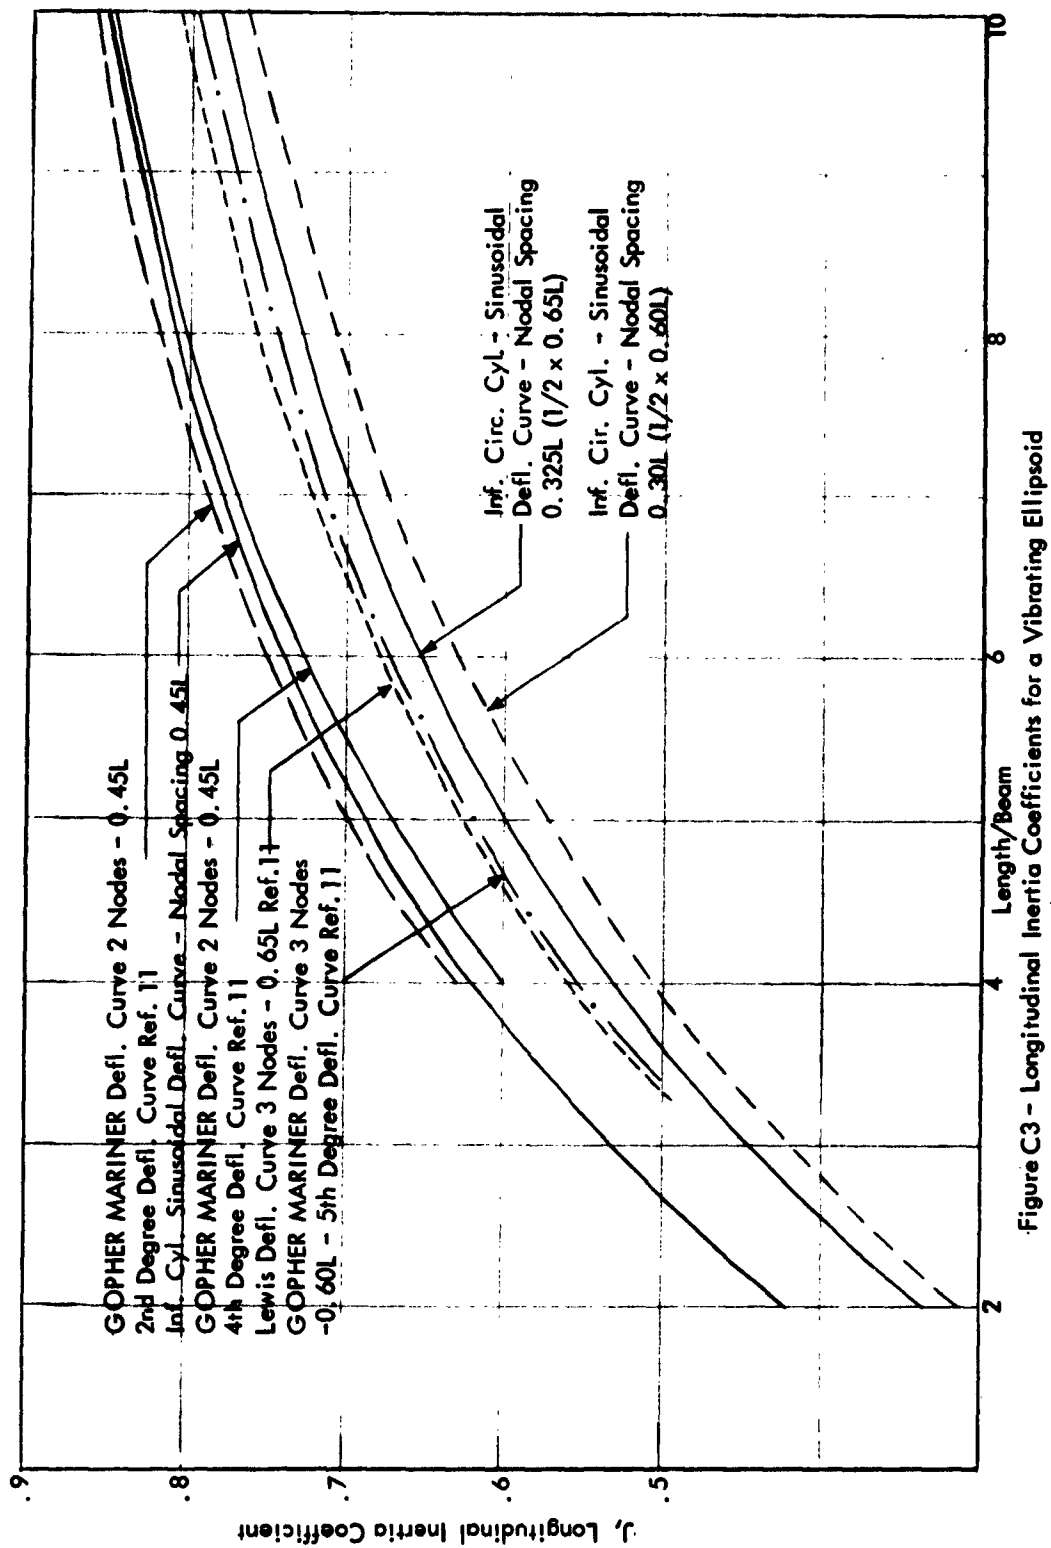 GOPHER MARINER Defl. Curve 2 Nodes - 0.45L
2nd Degree Defl. Curve Ref. 11
Inf. Cyl. Sinusoidal Defl. Curve - Nodal Spacing 0.45L
GOPHER MARINER Defl. Curve 2 Nodes - 0.45L
4th Degree Defl. Curve Ref. 11
Lewis Defl. Curve 3 Nodes - 0.65L Ref. 11
GOPHER MARINER Defl. Curve 3 Nodes
-0.60L - 5th Degree Defl. Curve Ref. 11
Inf. Circ. Cyl. - Sinusoidal
Defl. Curve - Nodal Spacing
0.325L (1/2 x 0.65L)
Inf. Cir. Cyl. - Sinusoidal
Defl. Curve - Nodal Spacing
0.30L (1/2 x 0.60L)
.9
.8
.7
.6
.5
J, Longitudinal Inertia Coefficient
2
4
6
8
10
Length/Beam
Figure C3 - Longitudinal Inertia Coefficients for a Vibrating Ellipsoid